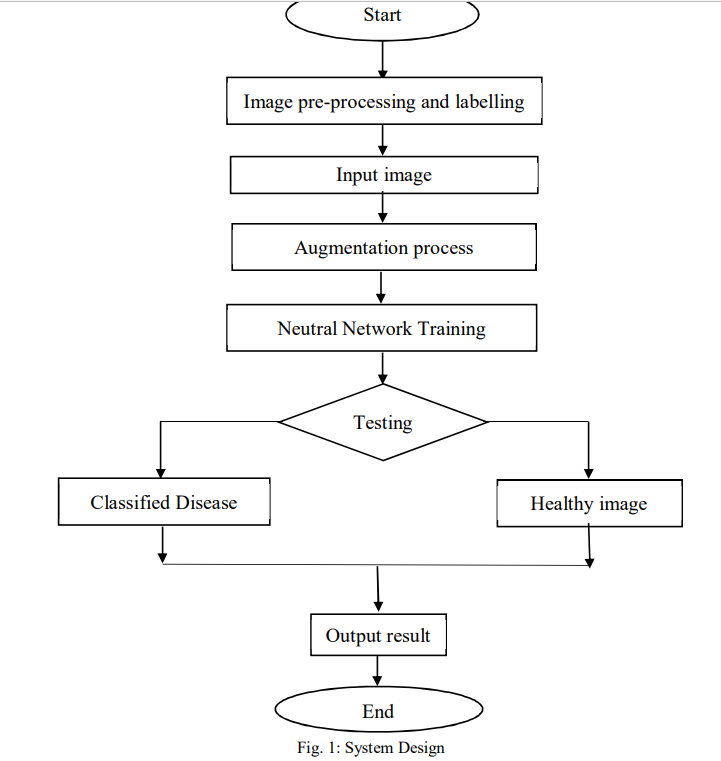 Start
Image pre-processing and labelling
Input image
Augmentation process
Neutral Network Training
Testing
Classified Disease
Healthy image
Output result
End
Fig. 1: System Design